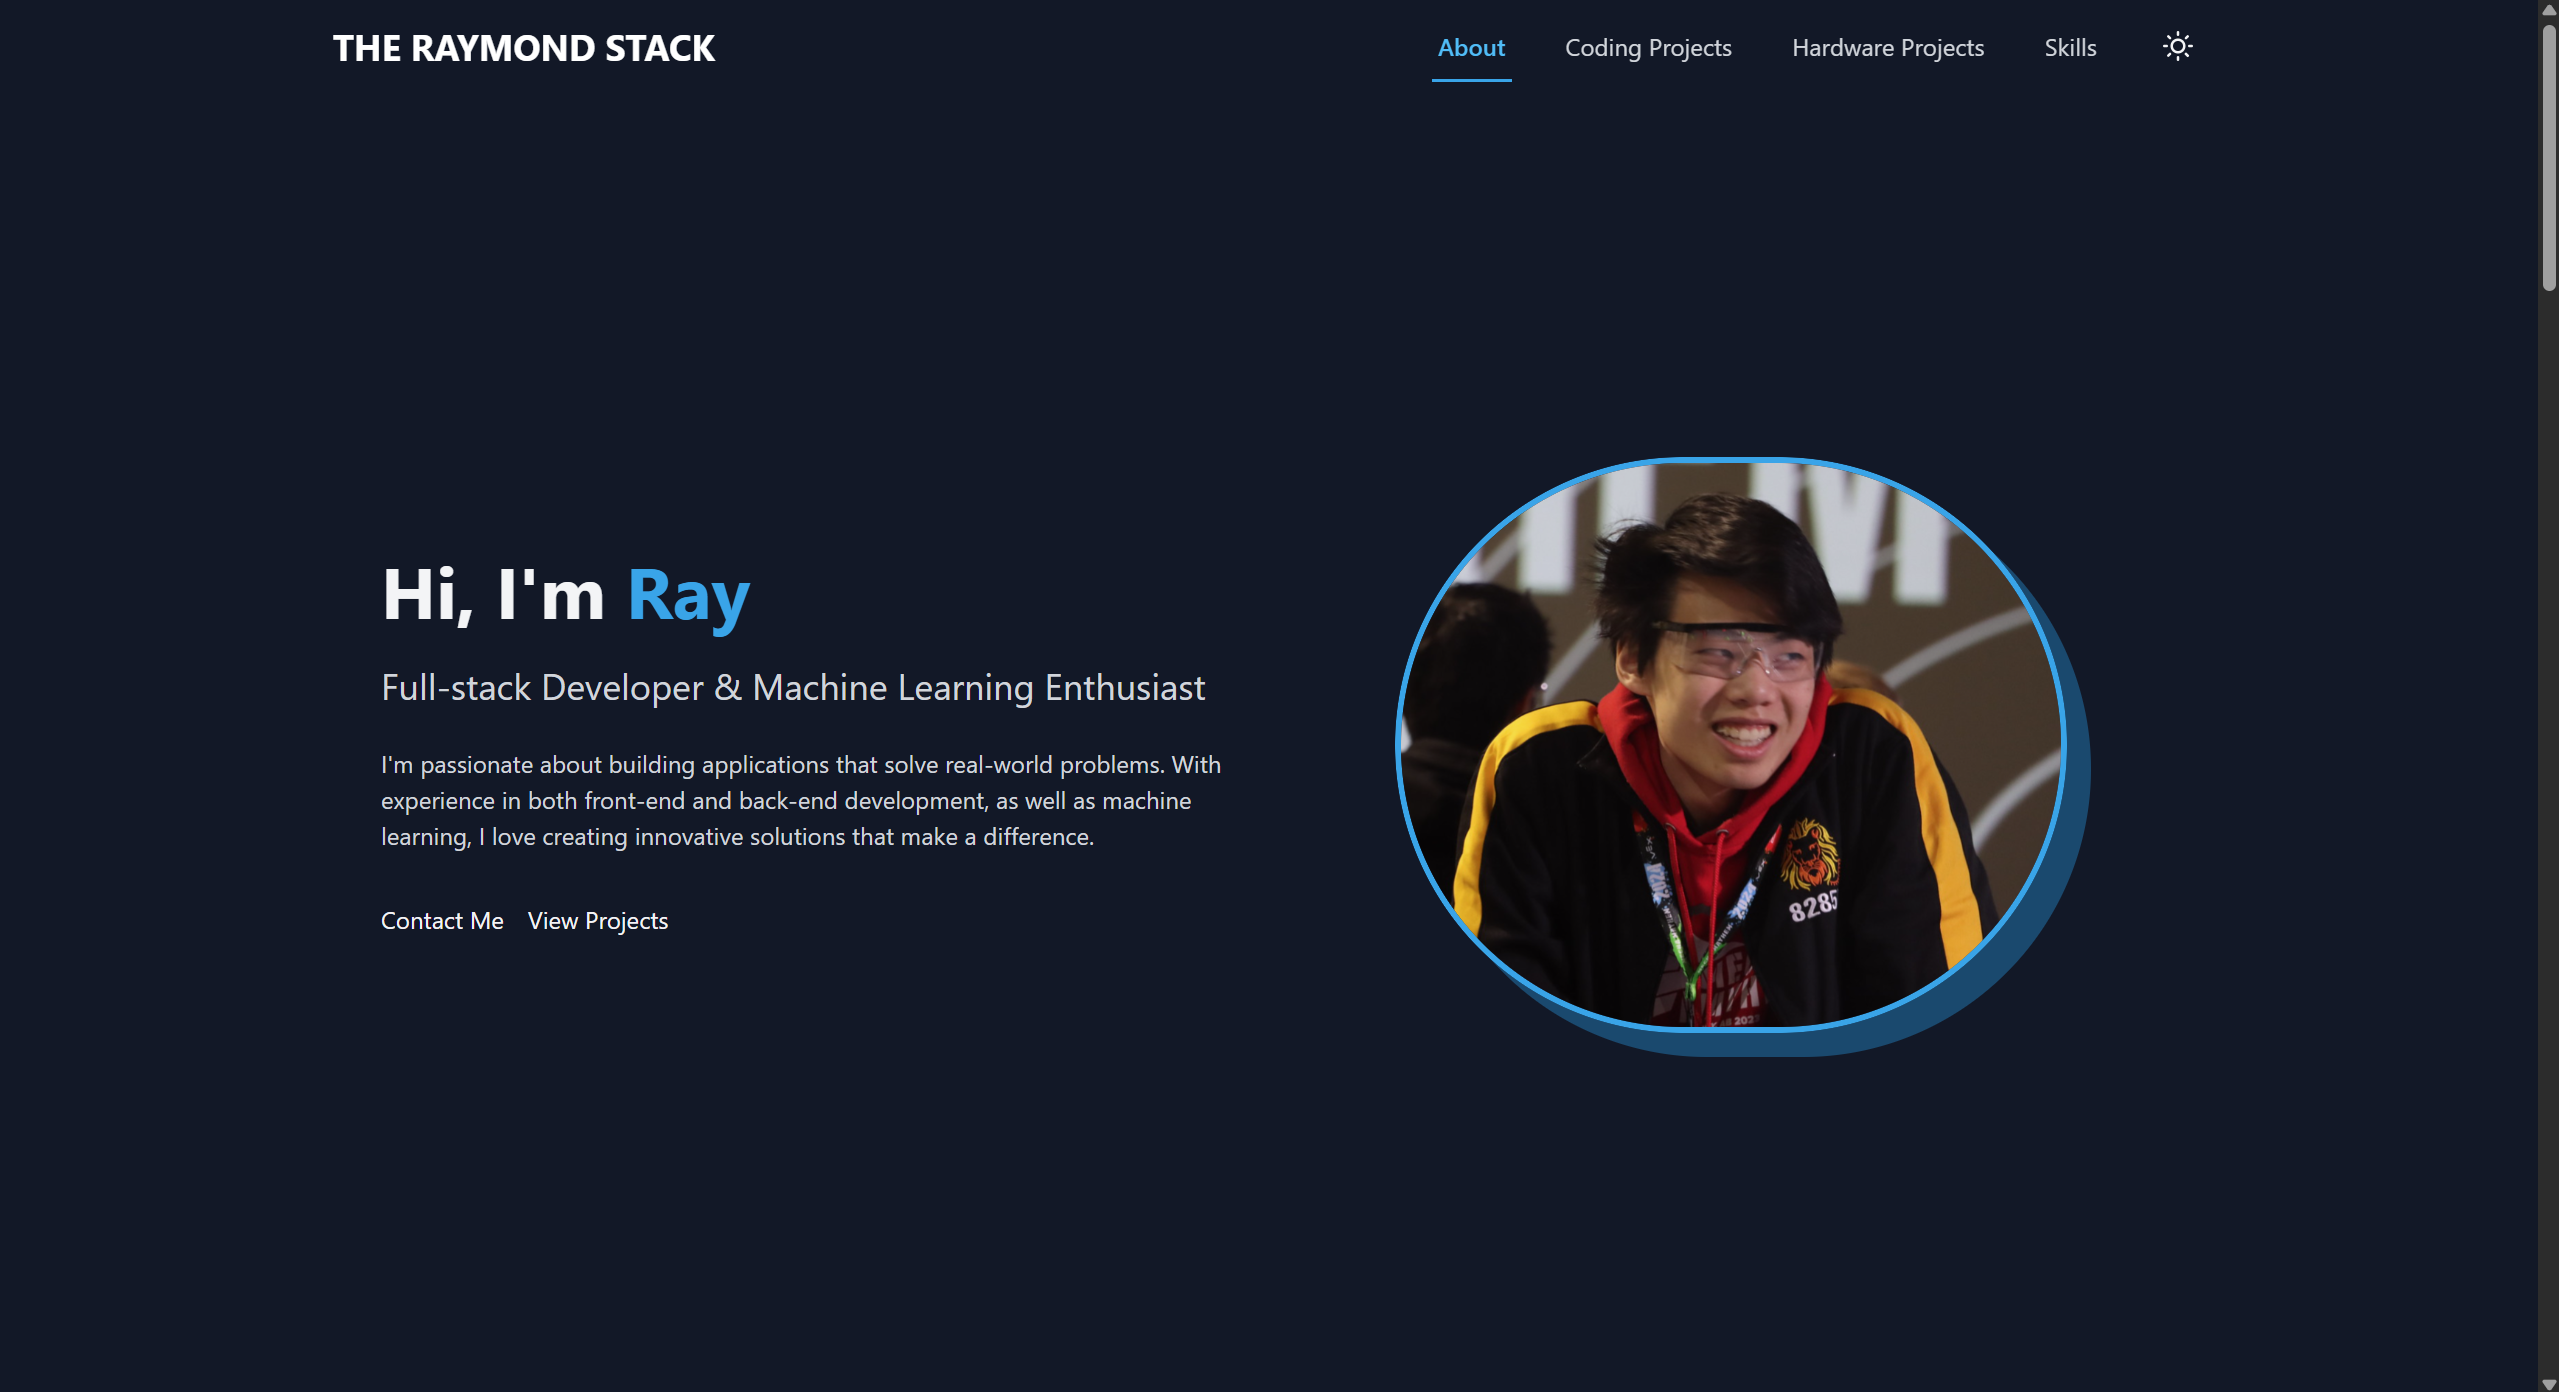 THE RAYMOND STACK
About Coding Projects Hardware Projects Skills
Hi, I'm Ray
Full-stack Developer & Machine Learning Enthusiast
I'm passionate about building applications that solve real-world problems. With
experience in both front-end and back-end development, as well as machine
learning, I love creating innovative solutions that make a difference.
Contact Me View Projects
8285